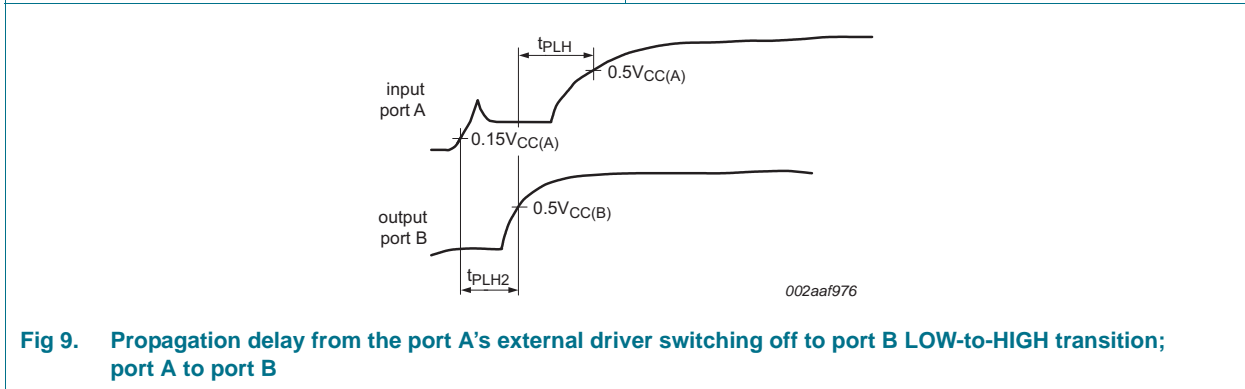 tPLH
0.5VCC(A)
input
port A
0.15VCC(A)
0.5VCC(B)
output
port B
tPLH2
002aaf976
Fig 9. Propagation delay from the port A’s external driver switching off to port B LOW-to-HIGH transition;
port A to port B